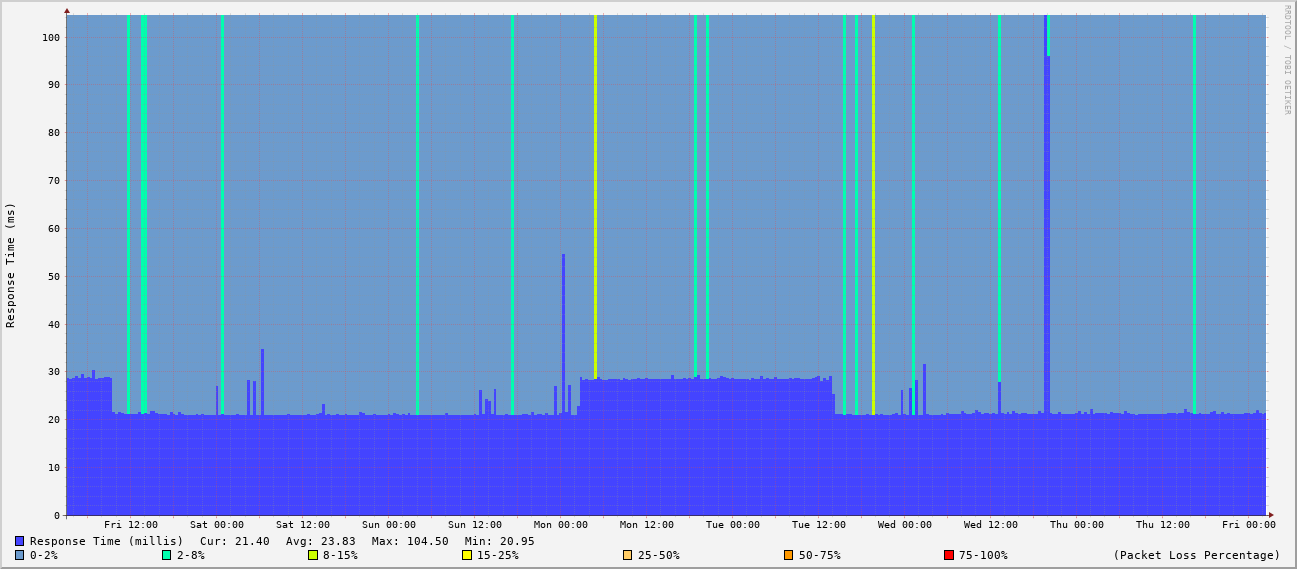 RRDTOOL / TOBI OETIKER
Response Time (ms)
100
90
80
70
60
50
40
30
20
10
0
Fri 12:00 Sat 00:00 Sat 12:00 Sun 00:00 Sun 12:00 Mon 00:00 Mon 12:00 Tue 00:00 Tue 12:00 Wed 00:00 Wed 12:00 Thu 00:00 Thu 12:00 Fri 00:00
Response Time (millis) Cur: 21.40 Avg: 23.83 Max: 104.50 Min: 20.95
0-2% 2-8% 8-15% 15-25% 25-50% 50-75% 75-100% (Packet Loss Percentage)